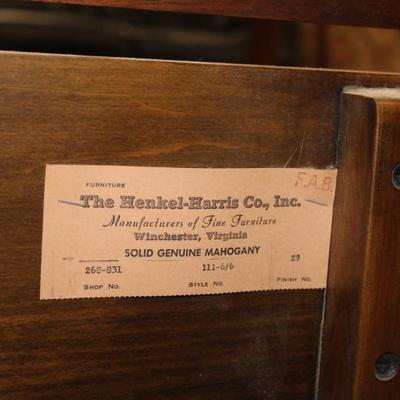 F.A.B.
FURNITURE
The Henkel-Harris Co., Inc.
Manufacturers of Fine Furniture
Winchester, Virginia
SOLID GENUINE MAHOGANY
268-831 111-6/6 29
SHOP NO. STYLE NO. FINISH NO.